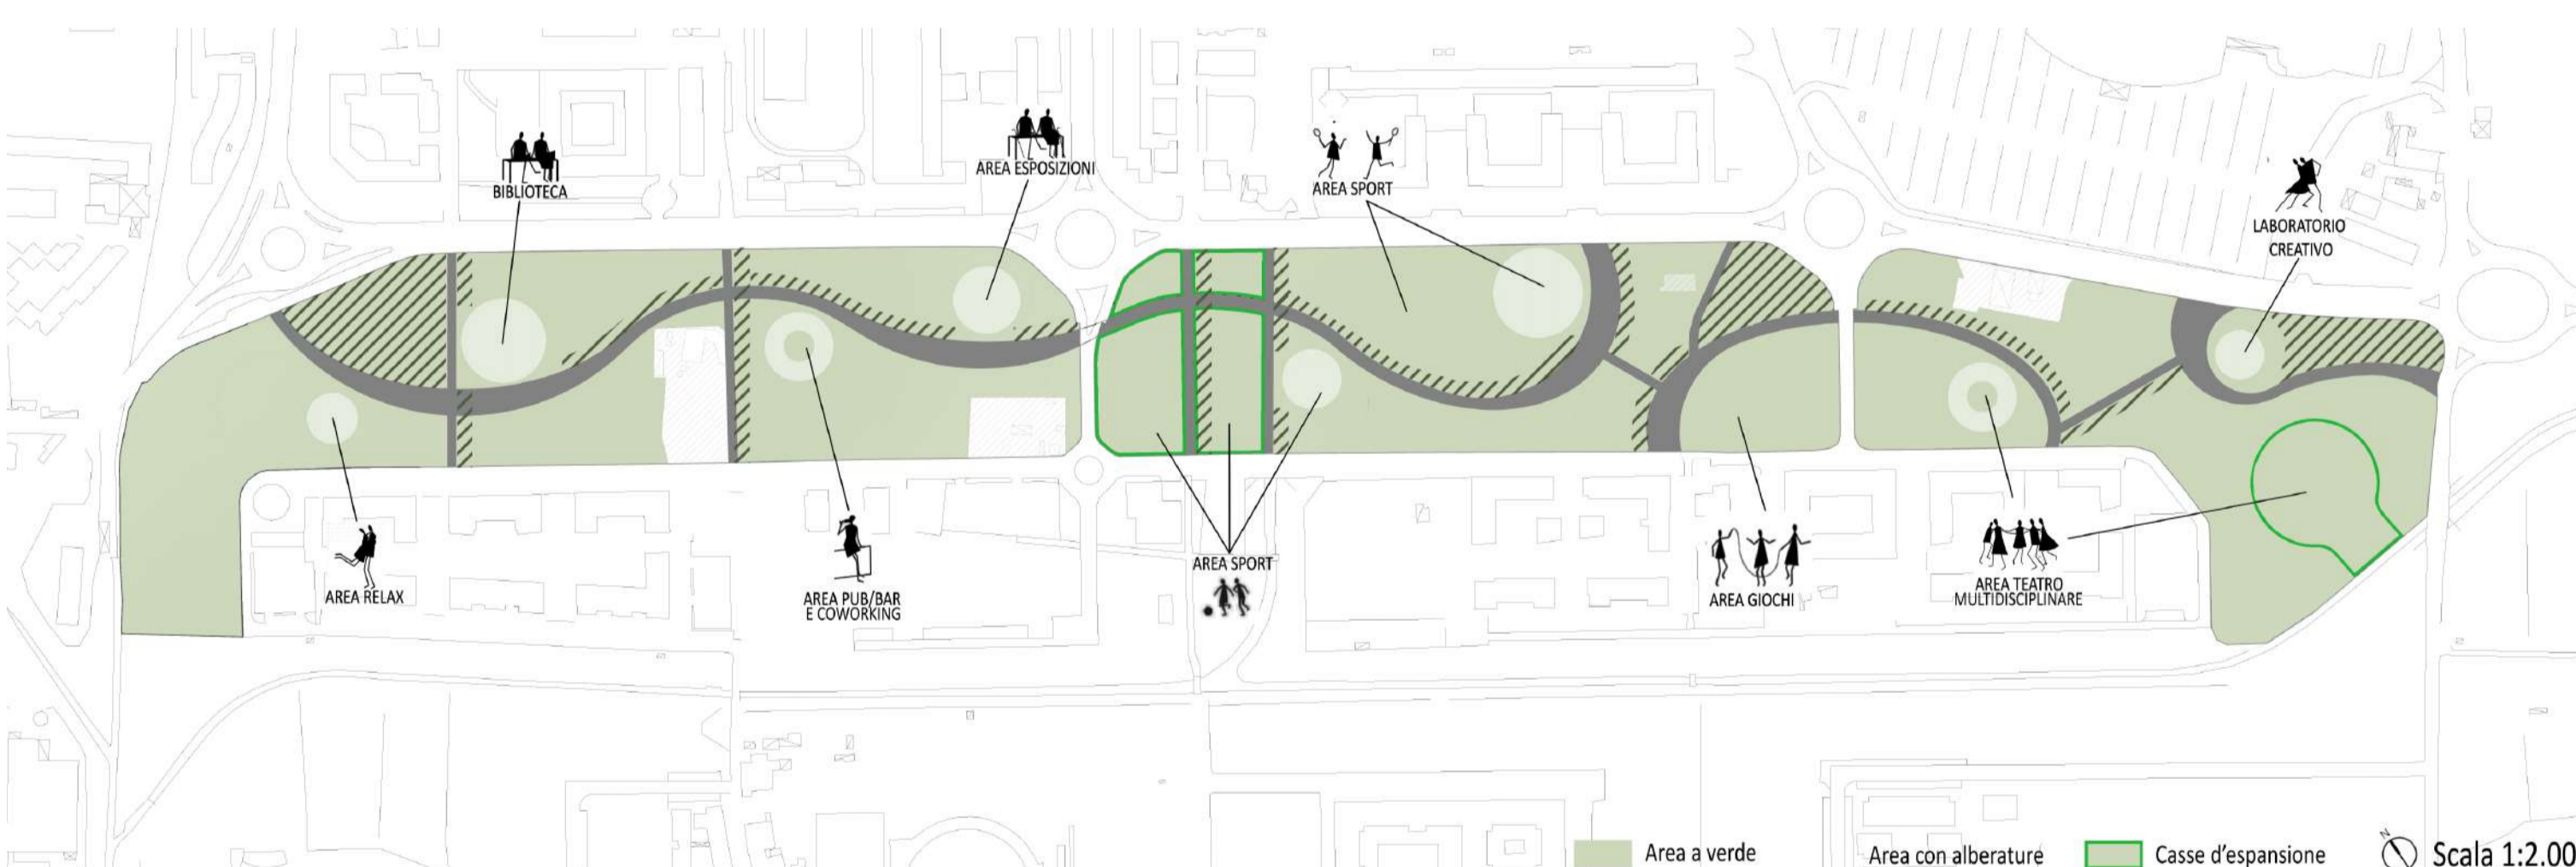 AREA ESPOSIZIONI
BIBLIOTECA
AREA SPORT
LABORATORIO
CREATIVO
AREA RELAX
AREA PUB/BAR
E COWORKING
AREA SPORT
AREA GIOCHI
AREA TEATRO
MULTIDISCIPLINARE
Area a verde
Area con alberature
Casse d'espansione
N
Scala 1:2.00